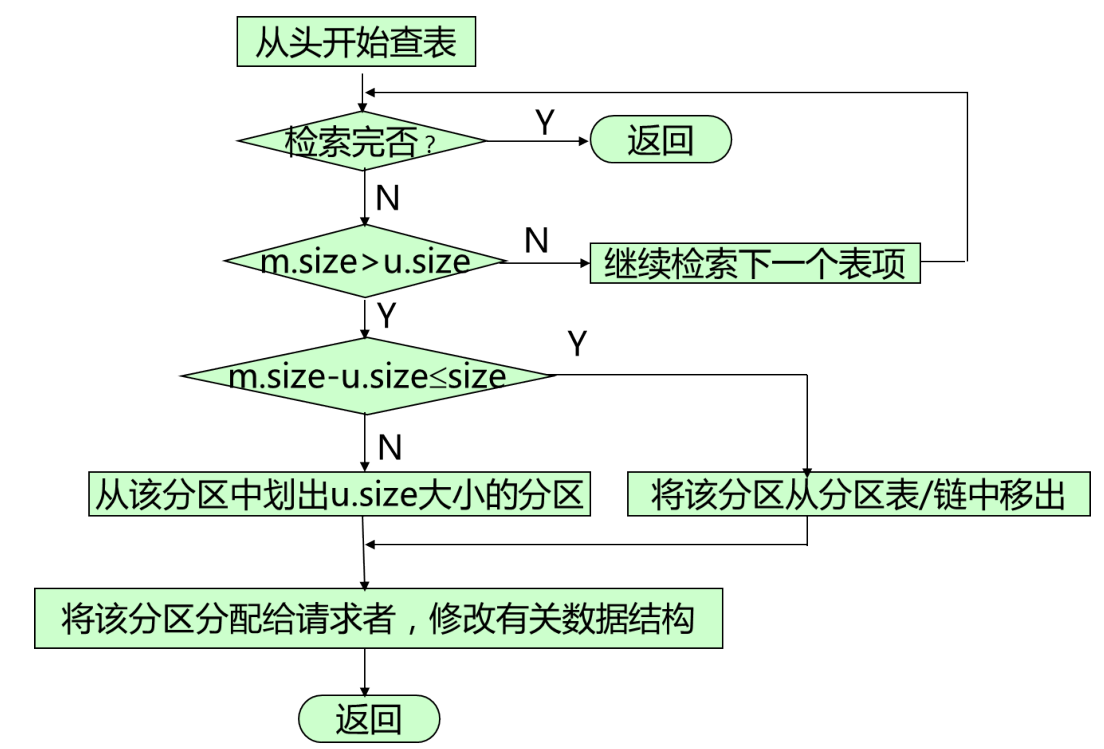 从头开始查表
检索完否？
Y
返回
N
m.size>u.size
N
继续检索下一个表项
Y
m.size-u.size≤size
Y
N
从该分区中划出u.size大小的分区
将该分区从分区表/链中移出
将该分区分配给请求者，修改有关数据结构
返回